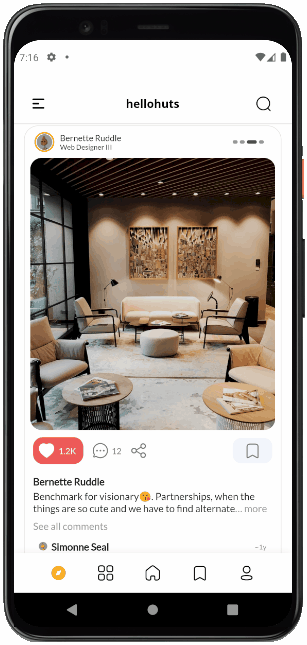 7:16
hellohuts
Bernette Ruddle
Web Designer III
1.2K
12
Bernette Ruddle
Benchmark for visionary😘. Partnerships, when the
things are so cute and we have to find alternate... more
See all comments
Simonne Seal
~1y